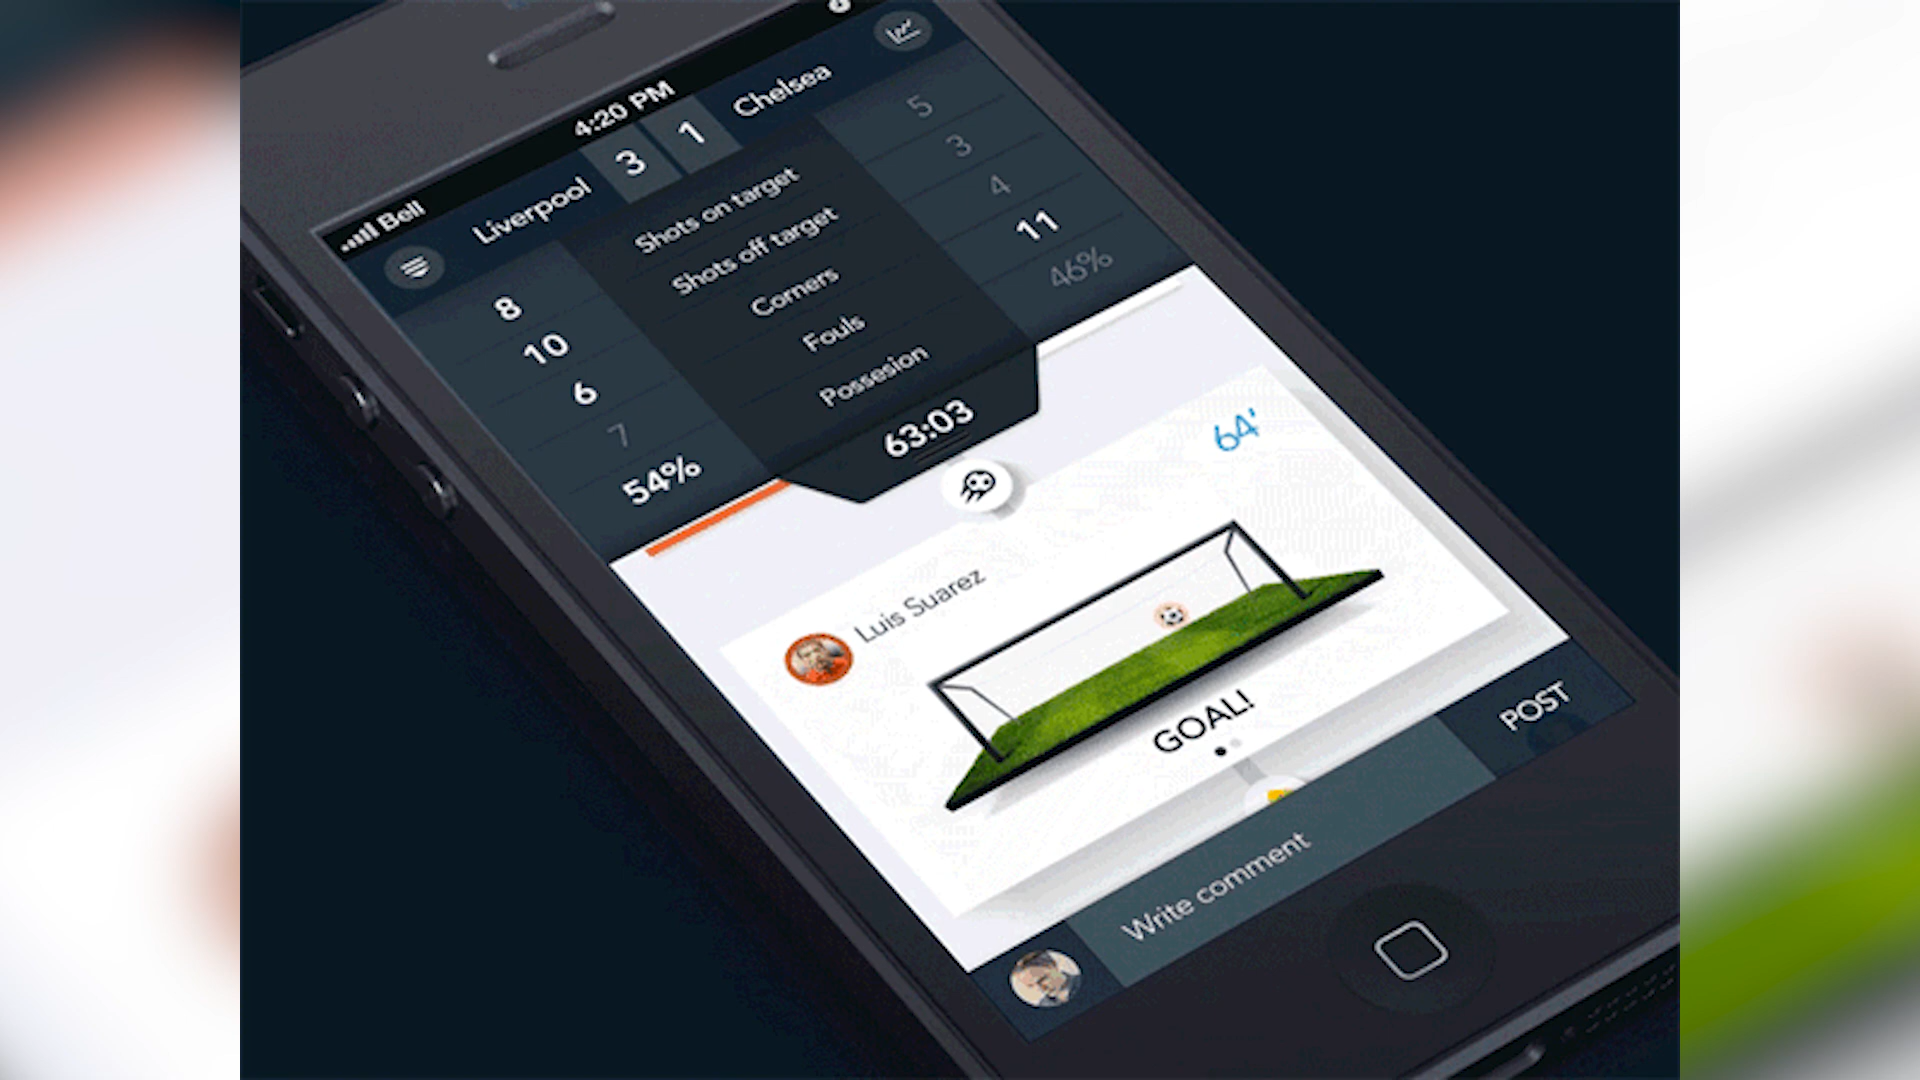 Bell 4:20 PM
Liverpool 3 1 Chelsea
8 Shots on target 5
10 Shots off target 3
6 Corners 4
7 Fouls 11
54% Possesion 46%
63:03
64'
Luis Suarez
GOAL!
Write comment POST